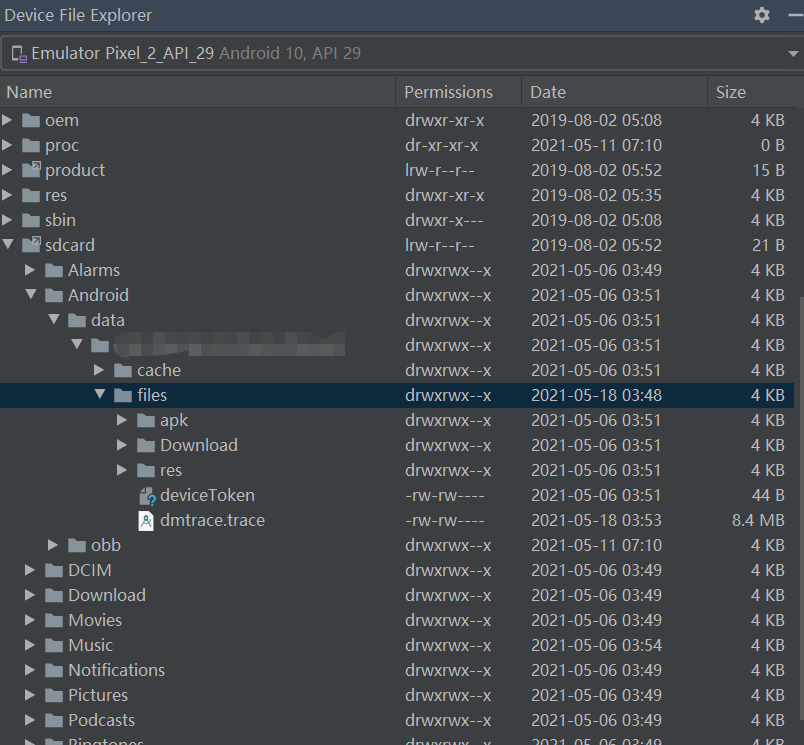 Device File Explorer
Emulator Pixel_2_API_29 Android 10, API 29
Name Permissions Date Size
oem drwxr-xr-x 2019-08-02 05:08 4 KB
proc dr-xr-xr-x 2021-05-11 07:10 0 B
product lrw-r--r-- 2019-08-02 05:52 15 B
res drwxr-xr-x 2019-08-02 05:35 4 KB
sbin drwxr-x--- 2019-08-02 05:08 4 KB
sdcard lrw-r--r-- 2019-08-02 05:52 21 B
Alarms drwxrwx--x 2021-05-06 03:49 4 KB
Android drwxrwx--x 2021-05-06 03:51 4 KB
data drwxrwx--x 2021-05-06 03:51 4 KB
drwxrwx--x 2021-05-06 03:51 4 KB
cache drwxrwx--x 2021-05-06 03:51 4 KB
files drwxrwx--x 2021-05-18 03:48 4 KB
apk drwxrwx--x 2021-05-06 03:51 4 KB
Download drwxrwx--x 2021-05-06 03:51 4 KB
res drwxrwx--x 2021-05-06 03:51 4 KB
deviceToken -rw-rw---- 2021-05-06 03:51 44 B
dmtrace.trace -rw-rw---- 2021-05-18 03:53 8.4 MB
obb drwxrwx--x 2021-05-11 07:10 4 KB
DCIM drwxrwx--x 2021-05-06 03:49 4 KB
Download drwxrwx--x 2021-05-06 03:49 4 KB
Movies drwxrwx--x 2021-05-06 03:49 4 KB
Music drwxrwx--x 2021-05-06 03:54 4 KB
Notifications drwxrwx--x 2021-05-06 03:49 4 KB
Pictures drwxrwx--x 2021-05-06 03:49 4 KB
Podcasts drwxrwx--x 2021-05-06 03:49 4 KB
Ringtones drwxrwx--x 2021-05-06 03:49 4 KB